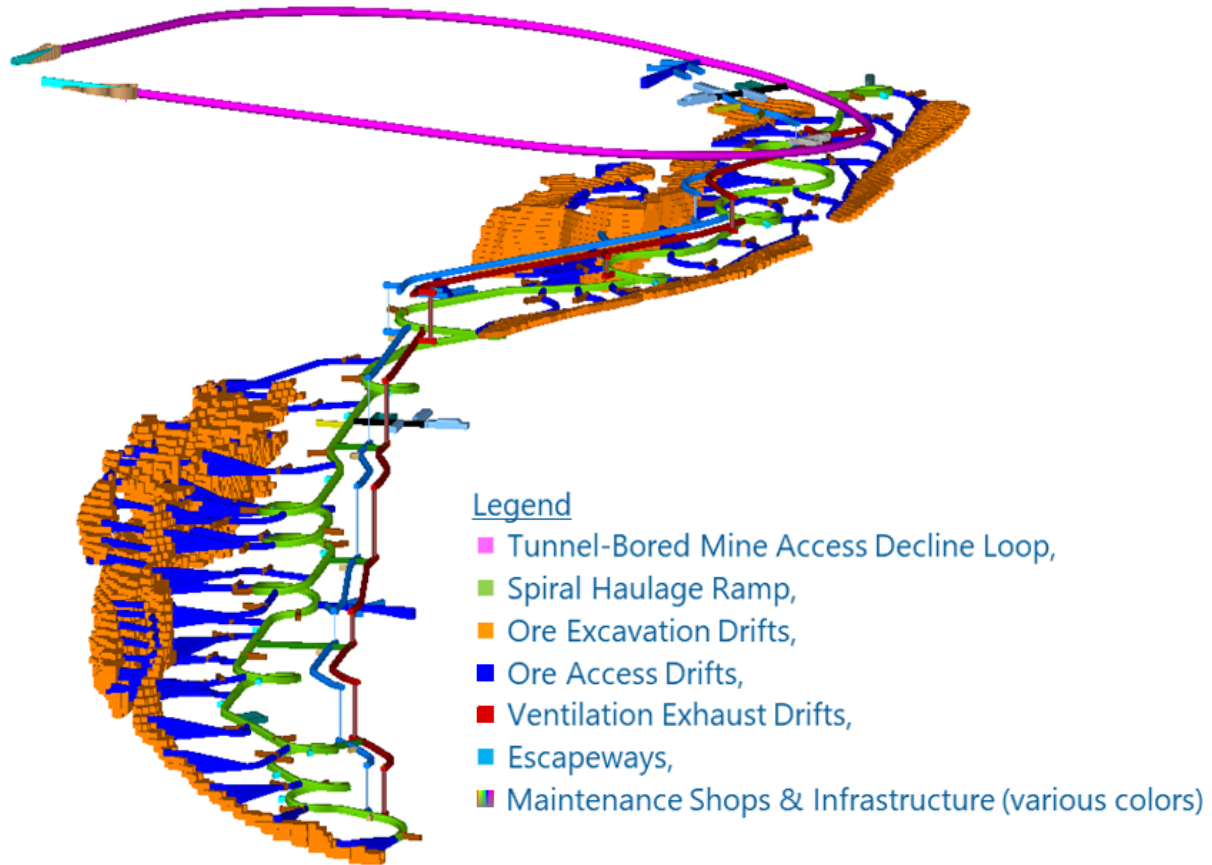 Legend
Tunnel-Bored Mine Access Decline Loop,
Spiral Haulage Ramp,
Ore Excavation Drifts,
Ore Access Drifts,
Ventilation Exhaust Drifts,
Escapeways,
Maintenance Shops & Infrastructure (various colors)